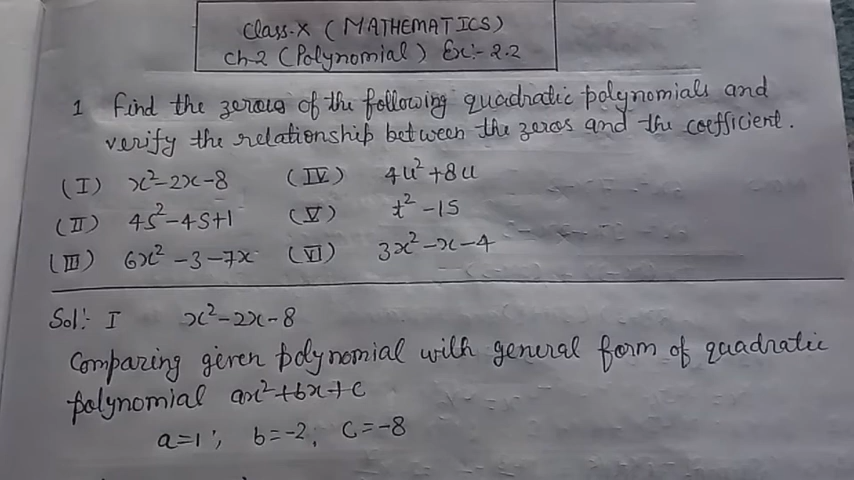 Class-X (MATHEMATICS)
Ch-2 (Polynomial) Ex:- 2.2
1 Find the zeroes of the following quadratic polynomials and
verify the relationship between the zeros and the coefficient.
(I) x²-2x-8 (IV) 4u²+8u
(II) 4s²-4s+1 (V) t²-15
(III) 6x²-3-7x (VI) 3x²-x-4
Sol:- I x²-2x-8
Comparing given polynomial with general form of quadratic
polynomial ax²+bx+c
a=1; b=-2; C=-8